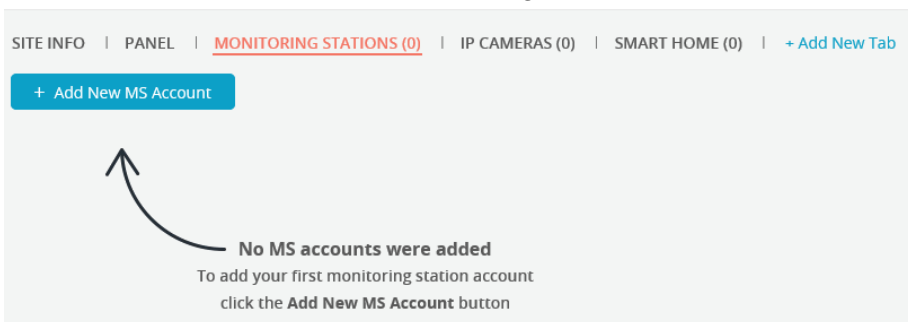 SITE INFO | PANEL | MONITORING STATIONS (0) | IP CAMERAS (0) | SMART HOME (0) | + Add New Tab
+ Add New MS Account
No MS accounts were added
To add your first monitoring station account
click the Add New MS Account button